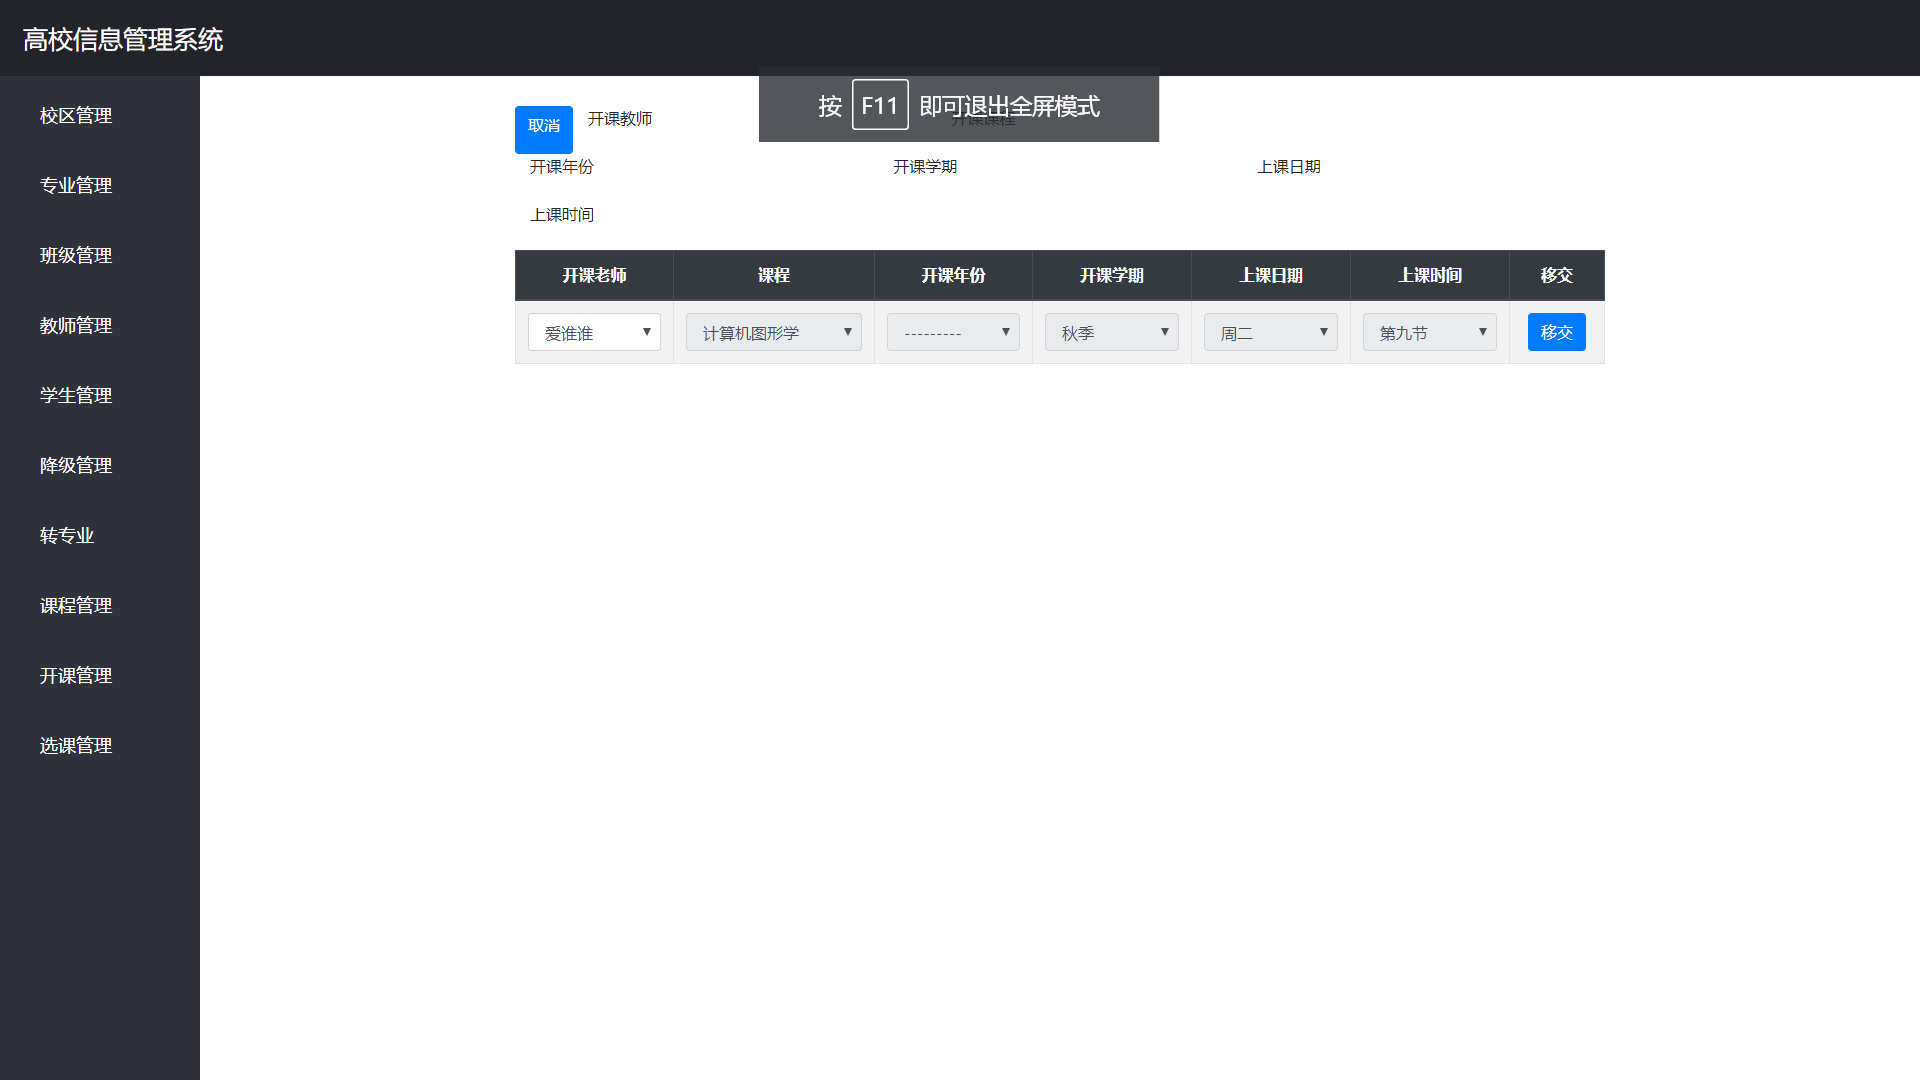 高校信息管理系统
校区管理
专业管理
班级管理
教师管理
学生管理
降级管理
转专业
课程管理
开课管理
选课管理
按 F11 即可退出全屏模式
取消 开课教师 开课课程
开课年份 开课学期 上课日期
上课时间
开课老师 课程 开课年份 开课学期 上课日期 上课时间 移交
爱谁谁 计算机图形学 --------- 秋季 周二 第九节 移交